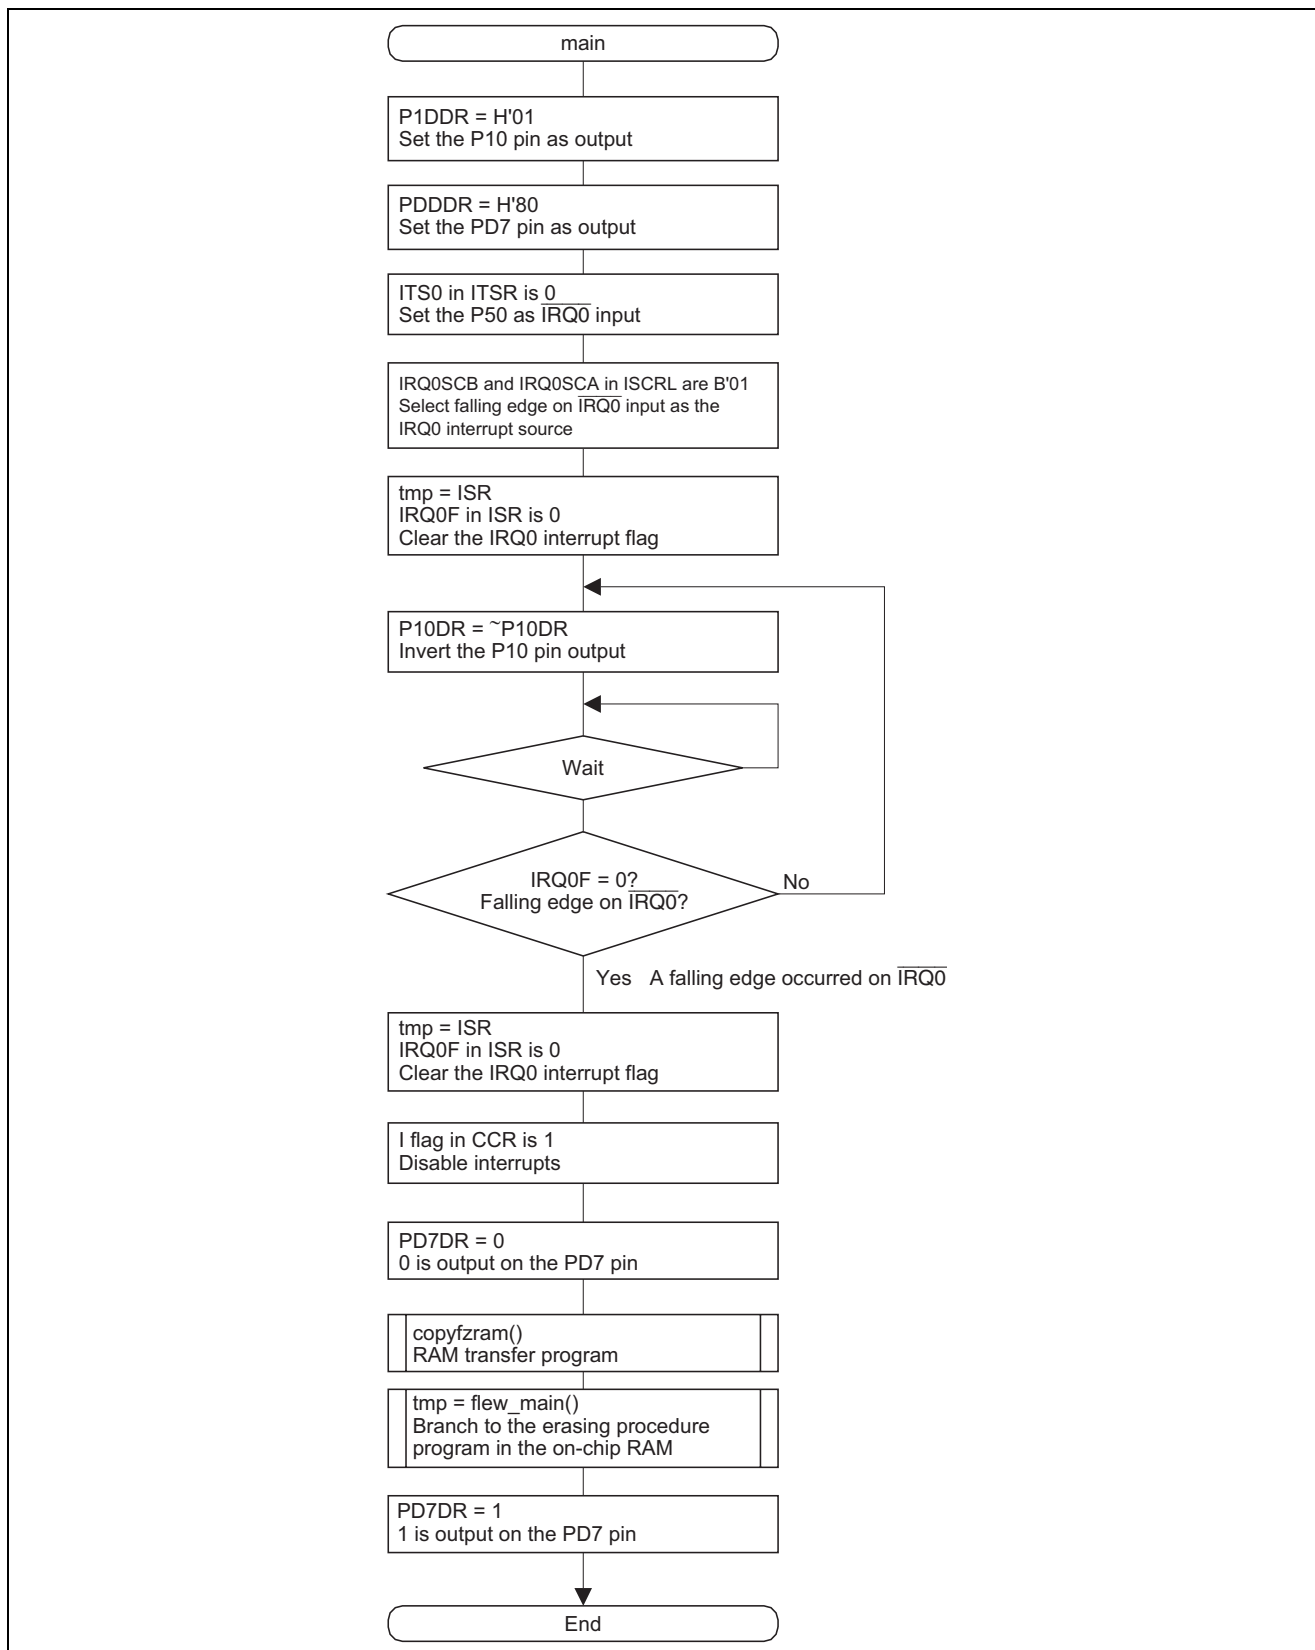 main
P1DDR = H'01
Set the P10 pin as output
PDDDR = H'80
Set the PD7 pin as output
ITS0 in ITSR is 0
Set the P50 as I̅R̅Q̅0̅ input
IRQ0SCB and IRQ0SCA in ISCRL are B'01
Select falling edge on I̅R̅Q̅0̅ input as the
IRQ0 interrupt source
tmp = ISR
IRQ0F in ISR is 0
Clear the IRQ0 interrupt flag
P10DR = ~P10DR
Invert the P10 pin output
Wait
IRQ0F = 0?
Falling edge on I̅R̅Q̅0̅?
No
Yes A falling edge occurred on I̅R̅Q̅0̅
tmp = ISR
IRQ0F in ISR is 0
Clear the IRQ0 interrupt flag
I flag in CCR is 1
Disable interrupts
PD7DR = 0
0 is output on the PD7 pin
copyfzram()
RAM transfer program
tmp = flew_main()
Branch to the erasing procedure
program in the on-chip RAM
PD7DR = 1
1 is output on the PD7 pin
End